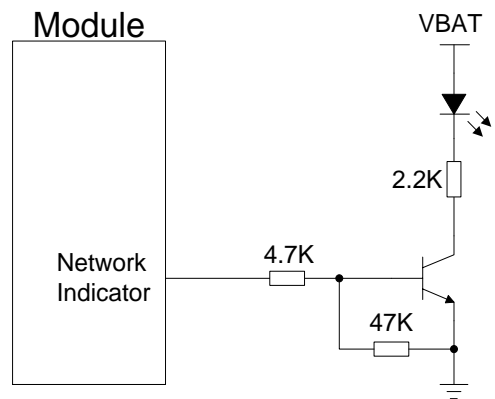 Module
VBAT
2.2K
4.7K
Network
Indicator
47K